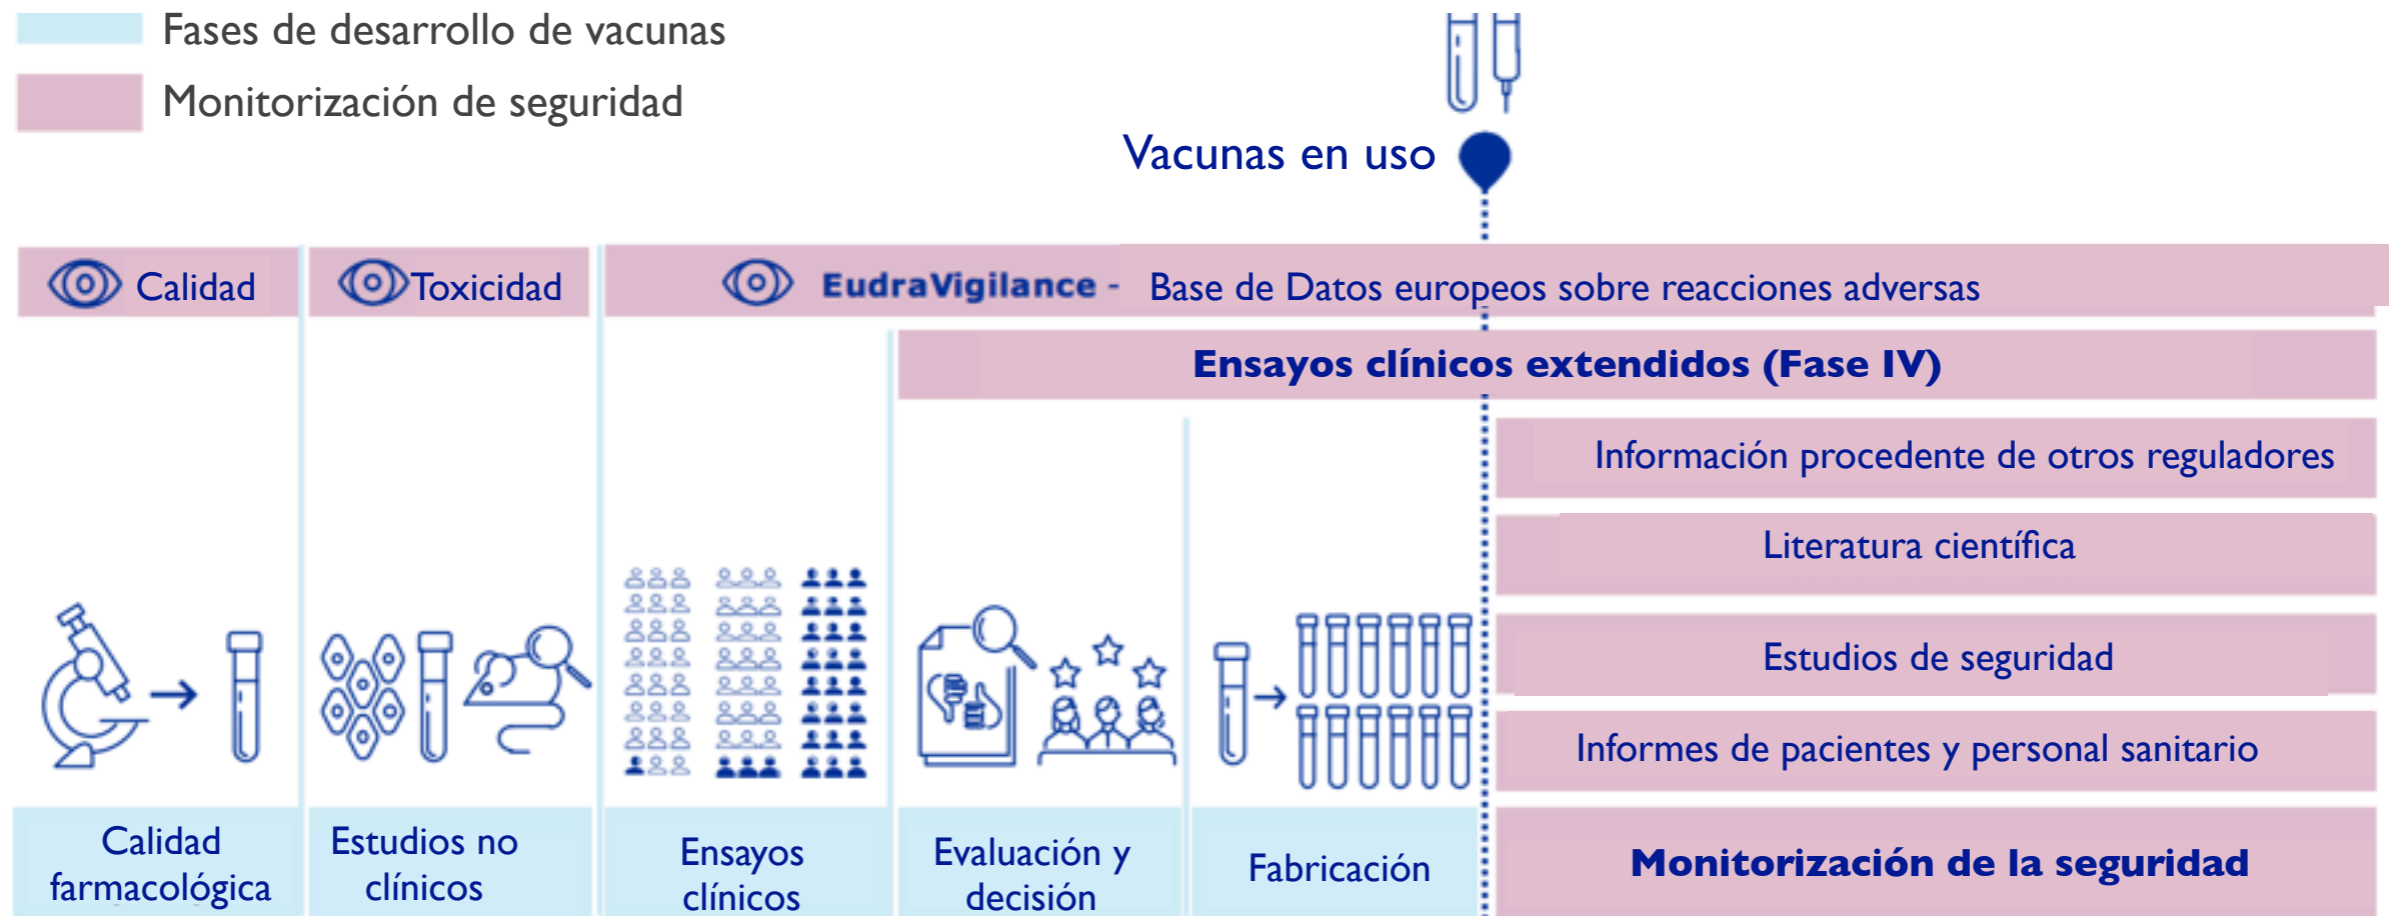 Fases de desarrollo de vacunas
Monitorización de seguridad
Vacunas en uso
Calidad
Toxicidad
EudraVigilance - Base de Datos europeos sobre reacciones adversas
Ensayos clínicos extendidos (Fase IV)
Información procedente de otros reguladores
Literatura científica
Estudios de seguridad
Informes de pacientes y personal sanitario
Calidad
farmacológica
Estudios no
clínicos
Ensayos
clínicos
Evaluación y
decisión
Fabricación
Monitorización de la seguridad